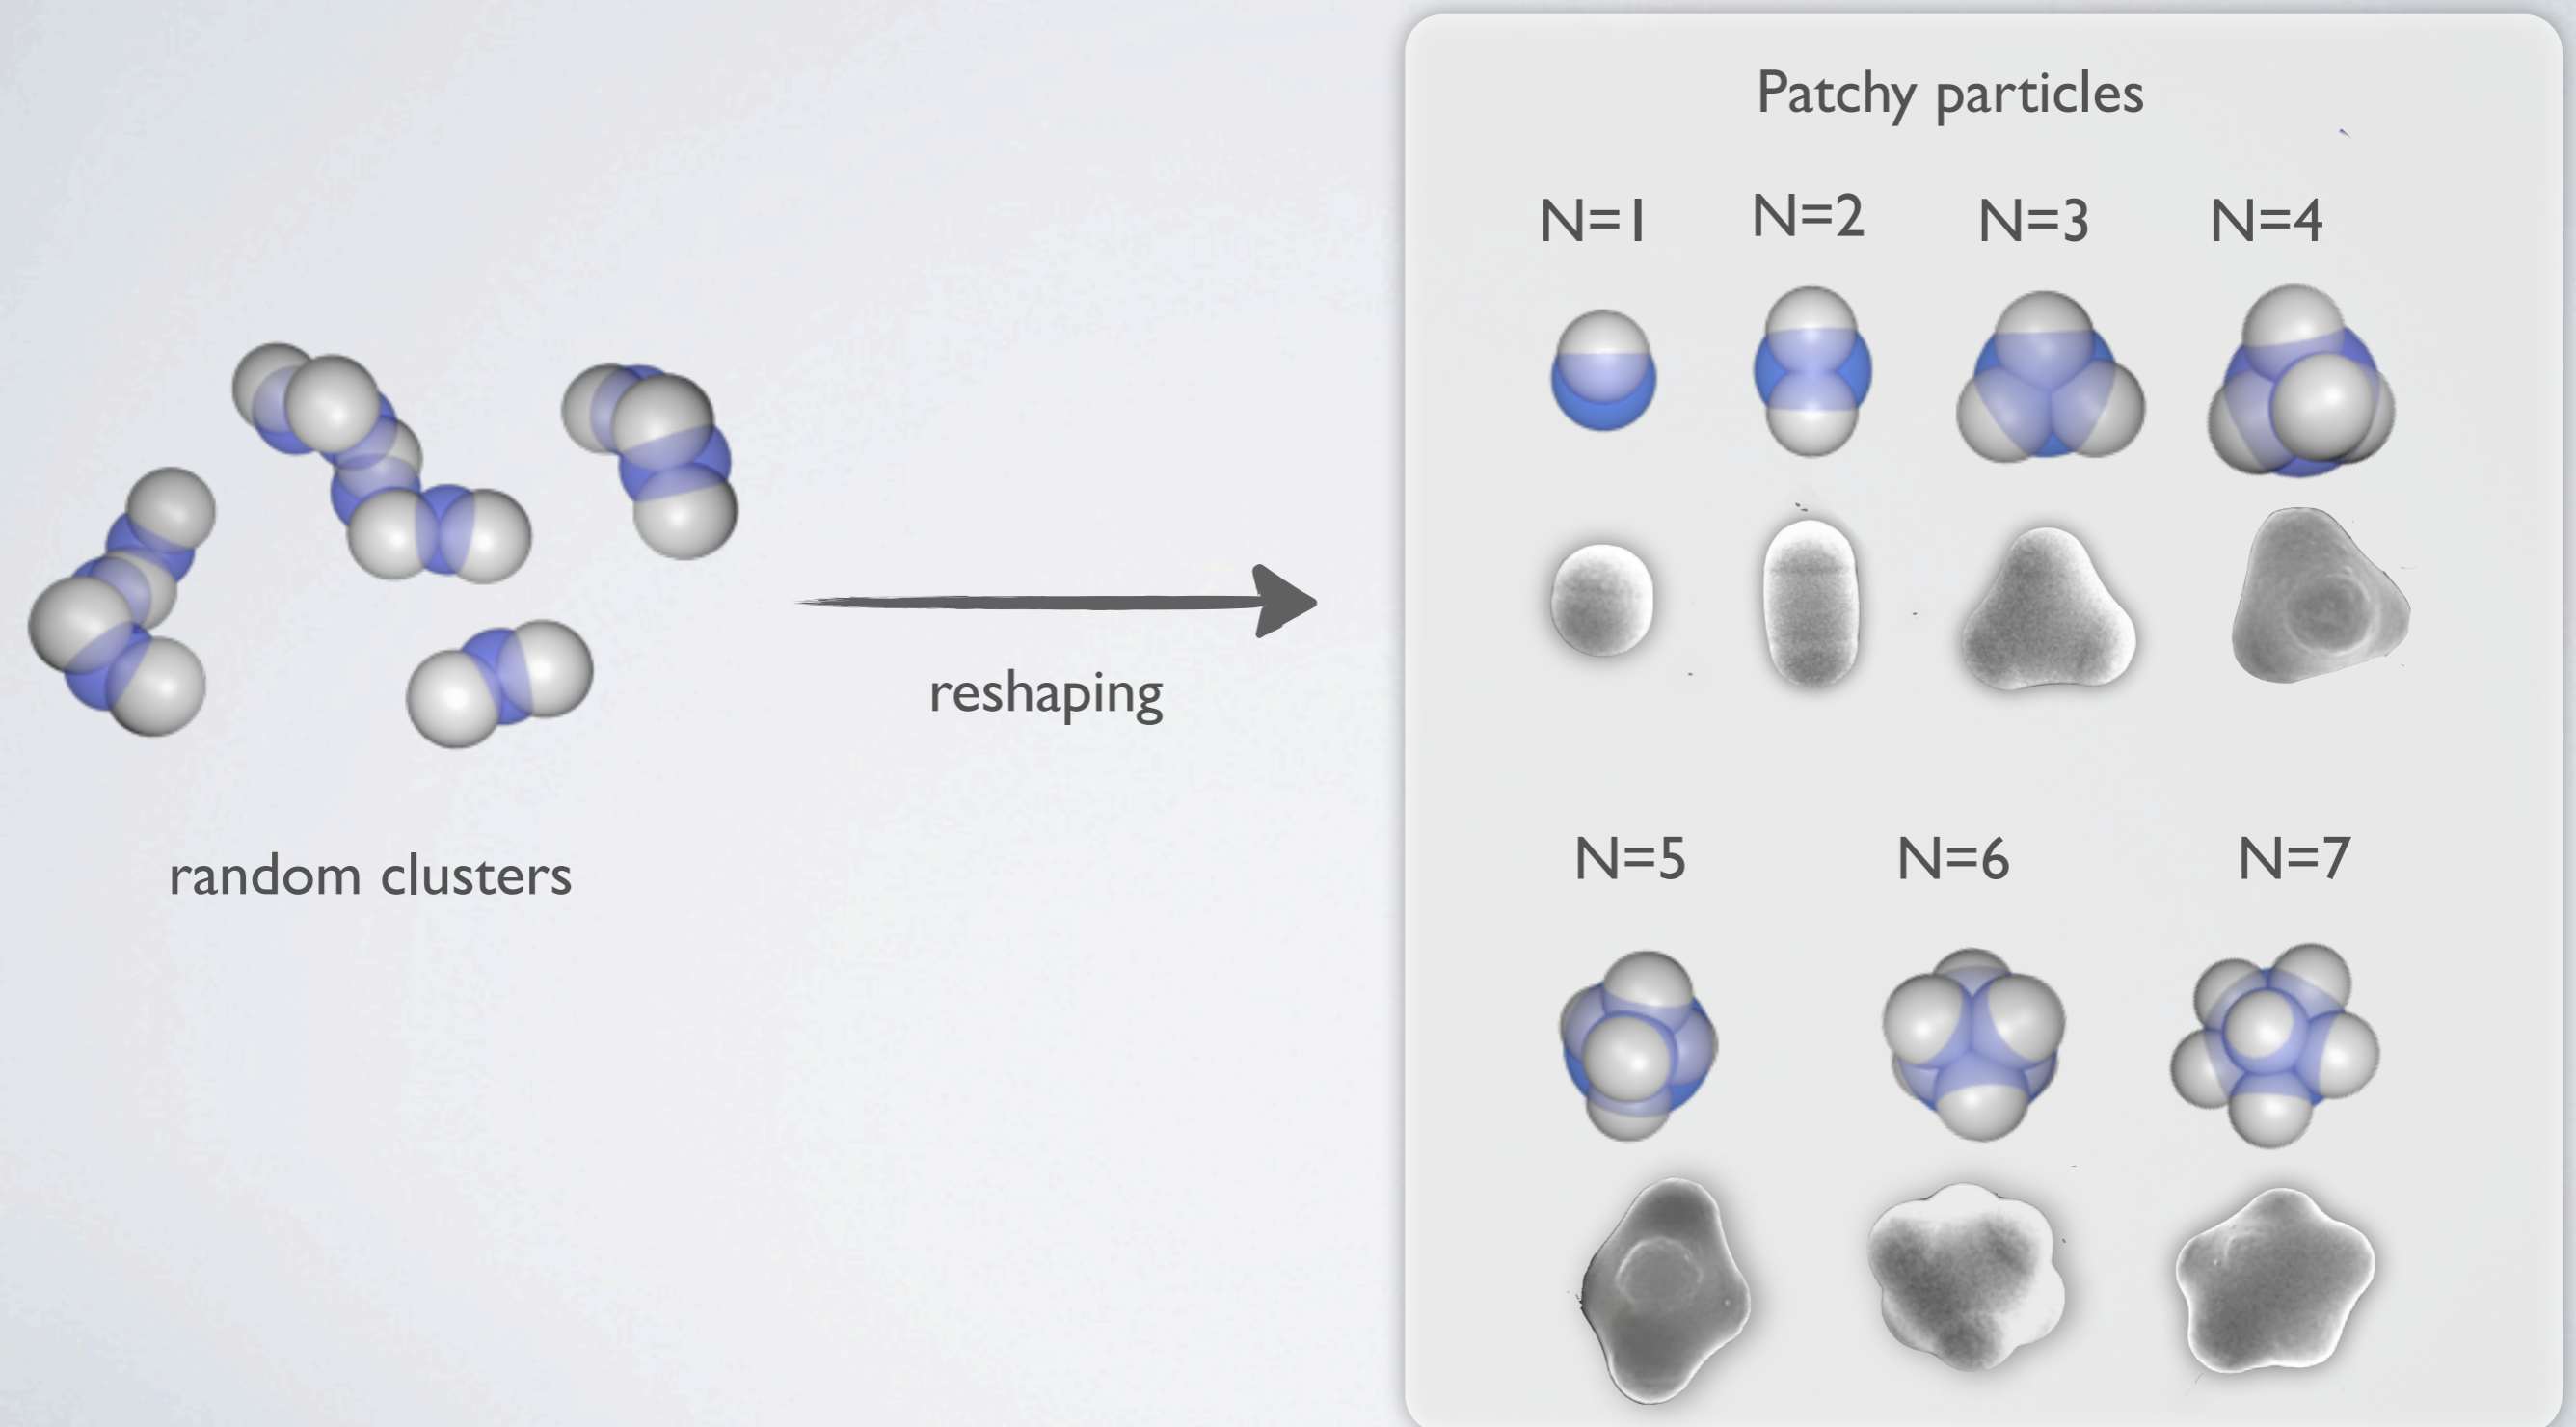 Patchy particles
N=1 N=2 N=3 N=4
reshaping
random clusters
N=5 N=6 N=7